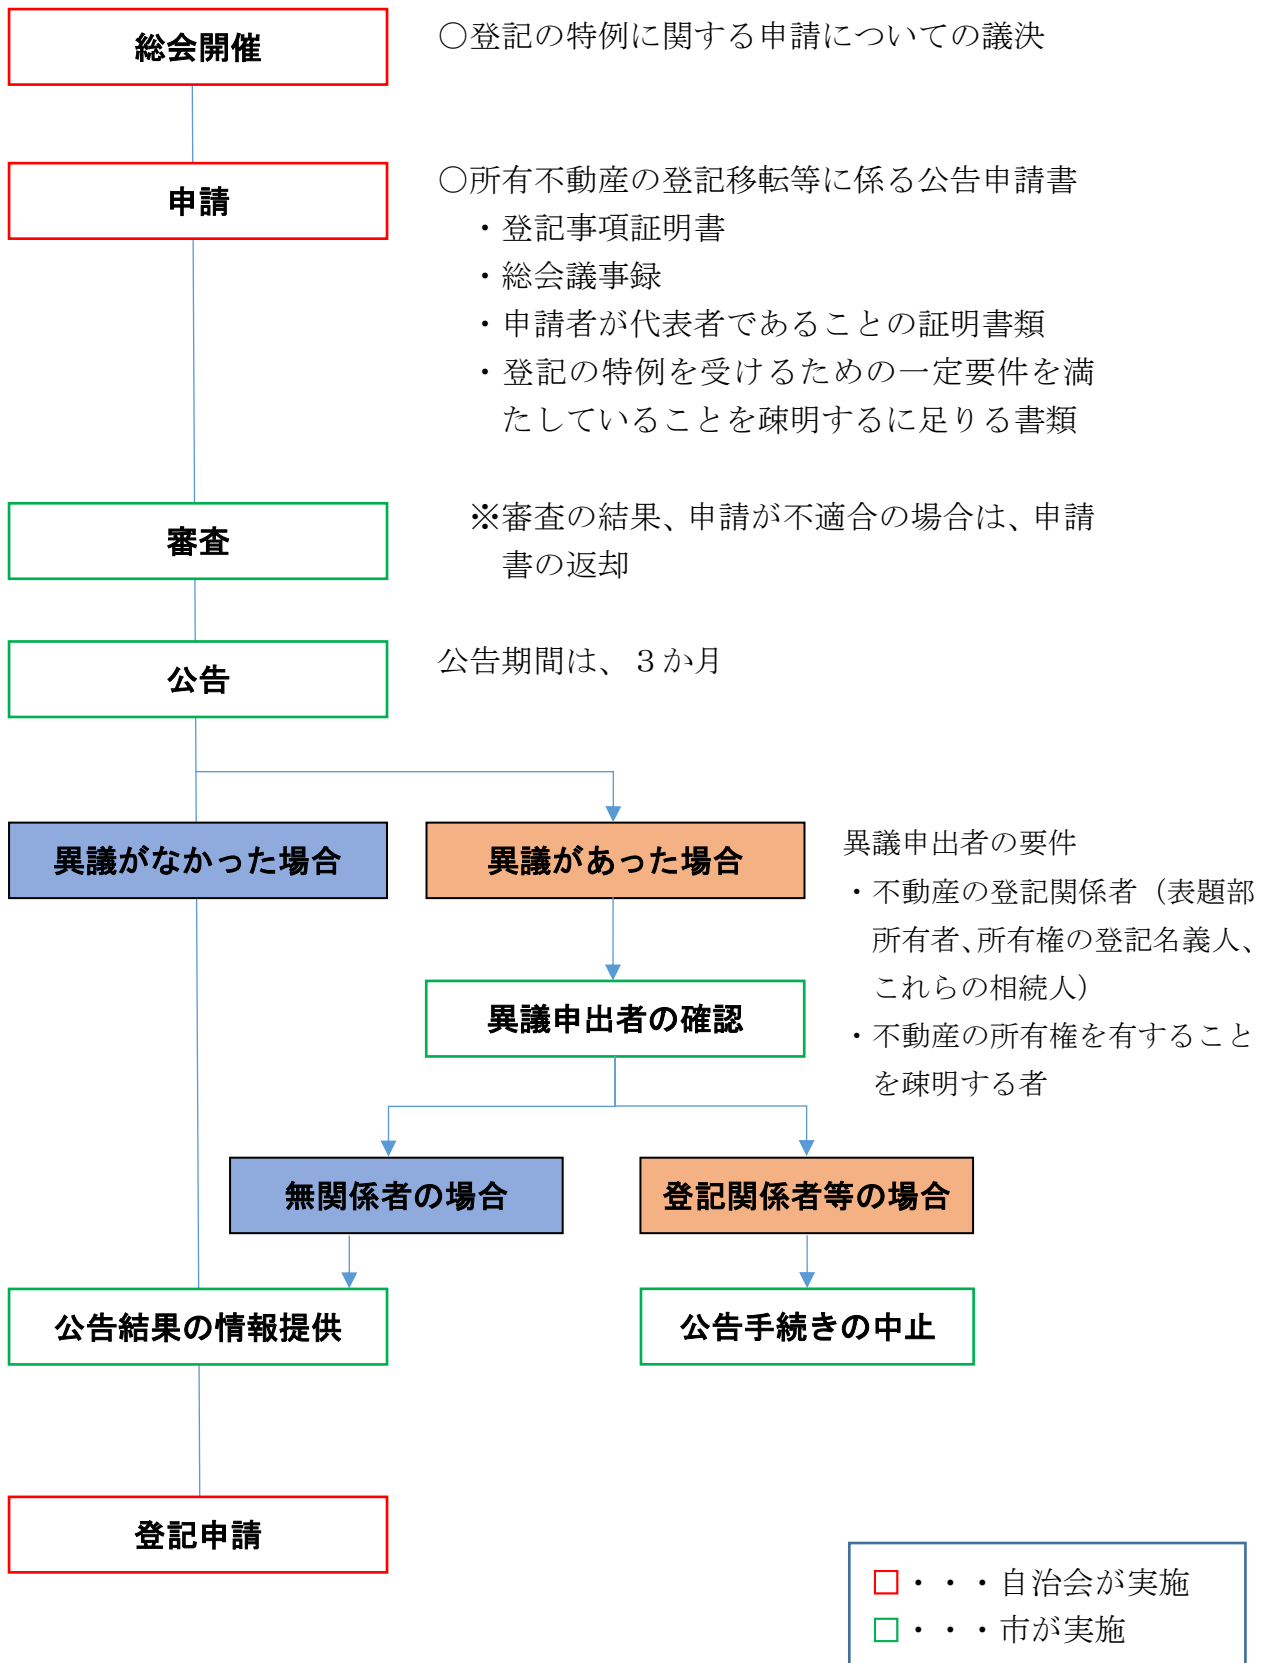 総会開催
○登記の特例に関する申請についての議決
申請
○所有不動産の登記移転等に係る公告申請書
・登記事項証明書
・総会議事録
・申請者が代表者であることの証明書類
・登記の特例を受けるための一定要件を満
たしていることを疎明するに足りる書類
審査
※審査の結果、申請が不適合の場合は、申請
書の返却
公告
公告期間は、３か月
異議がなかった場合
異議があった場合
異議申出者の要件
・不動産の登記関係者（表題部
所有者、所有権の登記名義人、
これらの相続人）
・不動産の所有権を有すること
を疎明する者
異議申出者の確認
無関係者の場合
登記関係者等の場合
公告結果の情報提供
公告手続きの中止
登記申請
□・・・自治会が実施
□・・・市が実施